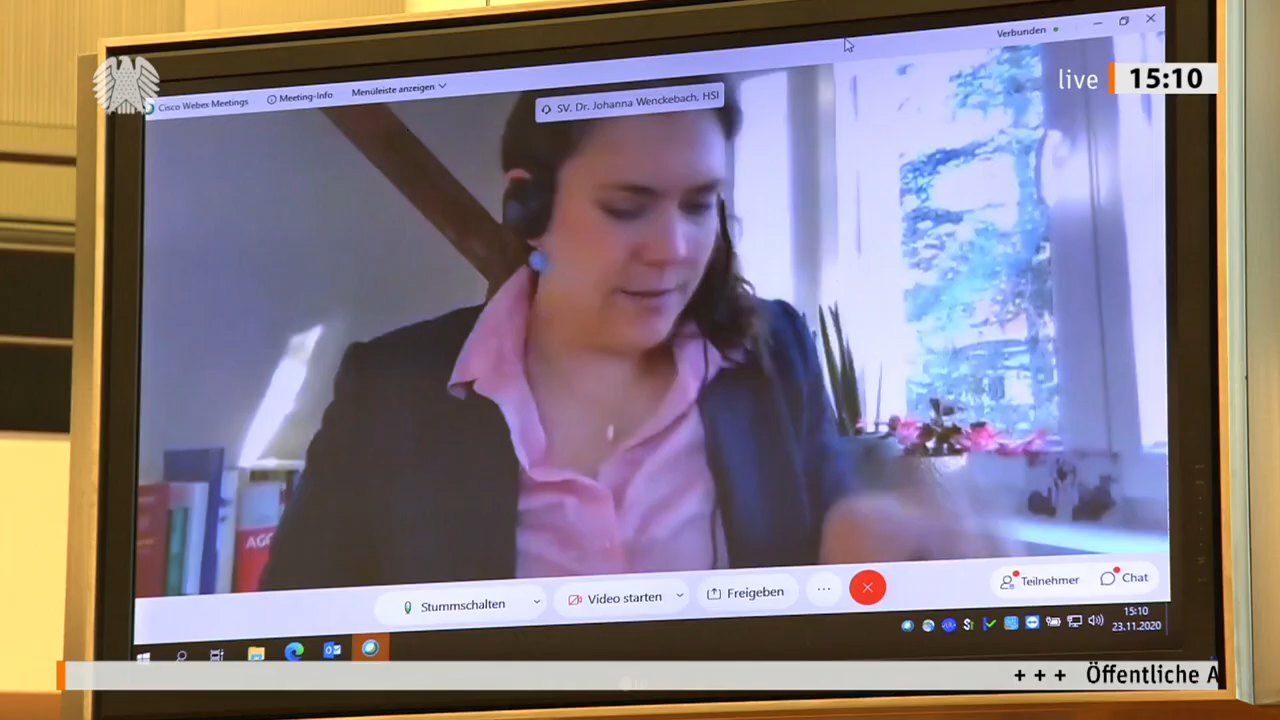 live 15:10
Verbunden
Cisco Webex Meetings Meeting-Info Menüleiste anzeigen
SV. Dr. Johanna Wenckebach, HSI
AGG
Stummschalten Video starten Freigeben ... Teilnehmer Chat
15:10
23.11.2020
+ + + Öffentliche A